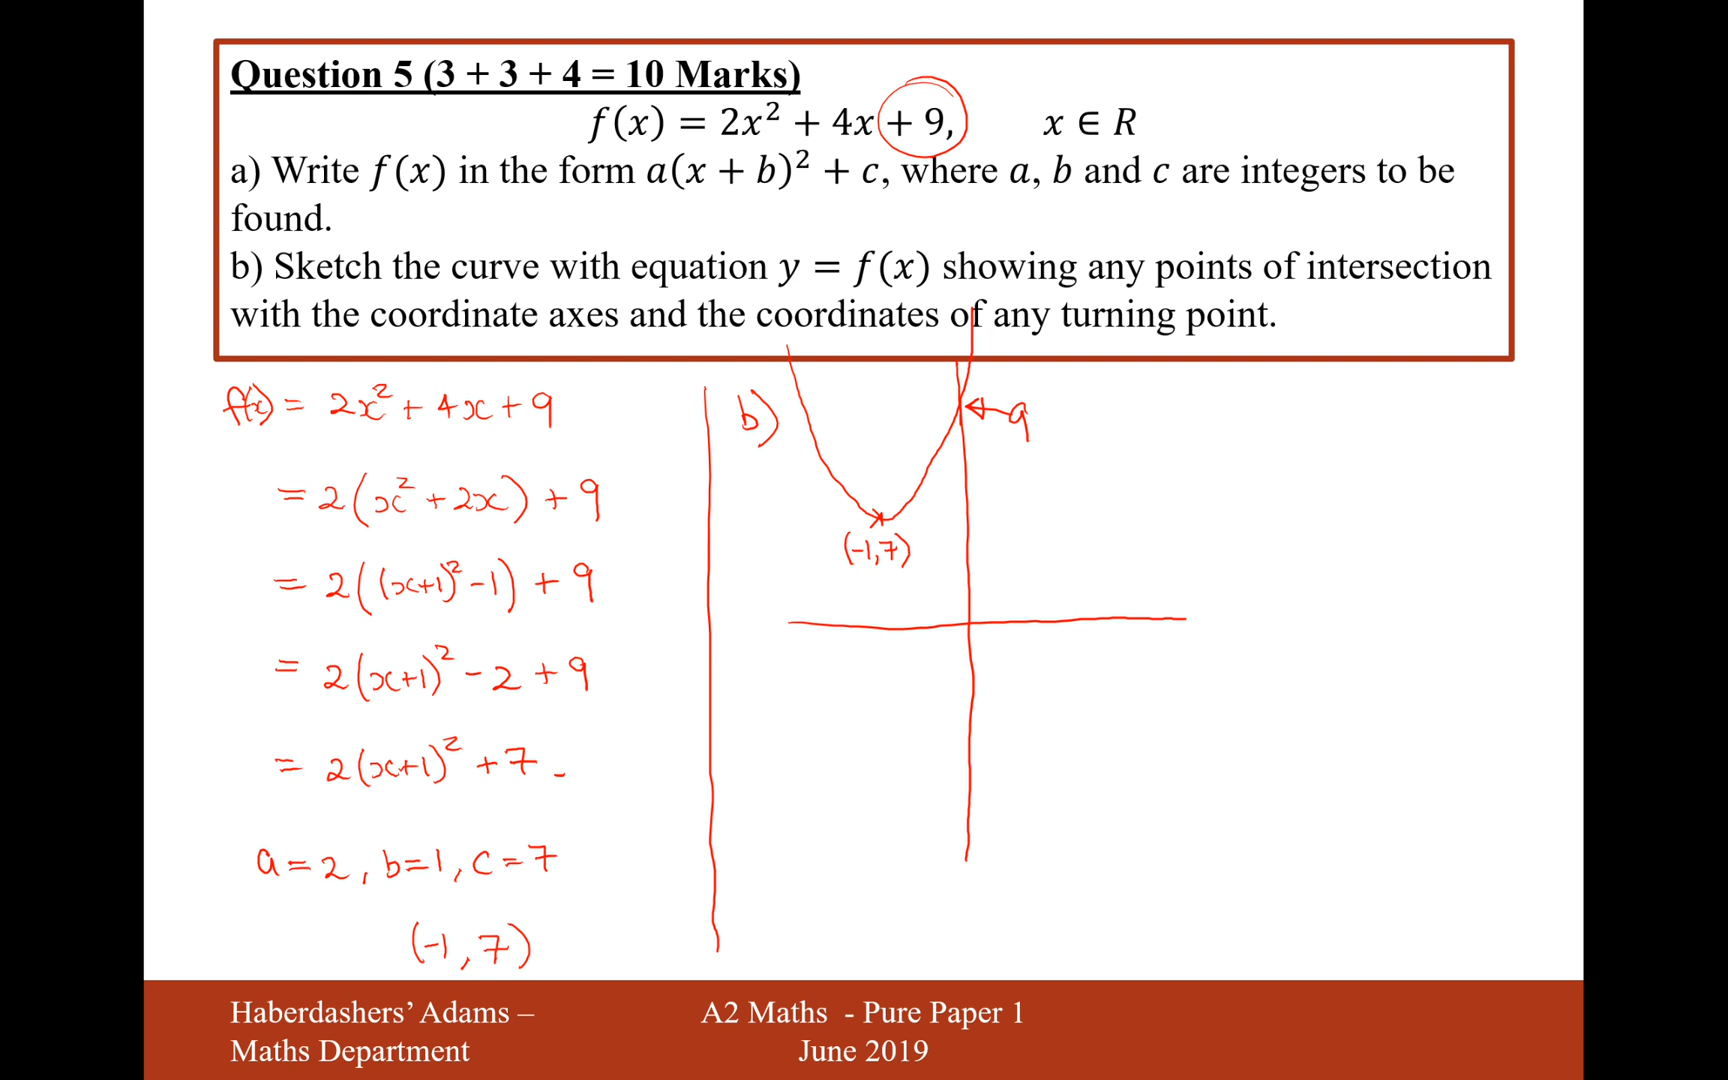 Question 5 (3 + 3 + 4 = 10 Marks)
f(x) = 2x² + 4x + 9,    x ∈ R
a) Write f(x) in the form a(x + b)² + c, where a, b and c are integers to be
found.
b) Sketch the curve with equation y = f(x) showing any points of intersection
with the coordinate axes and the coordinates of any turning point.
f(x) = 2x² + 4x + 9
= 2(x² + 2x) + 9
= 2((x+1)² - 1) + 9
= 2(x+1)² - 2 + 9
= 2(x+1)² + 7 -
a = 2, b = 1, c = 7
(-1, 7)
b)
9
(-1, 7)
Haberdashers’ Adams –
Maths Department
A2 Maths - Pure Paper 1
June 2019